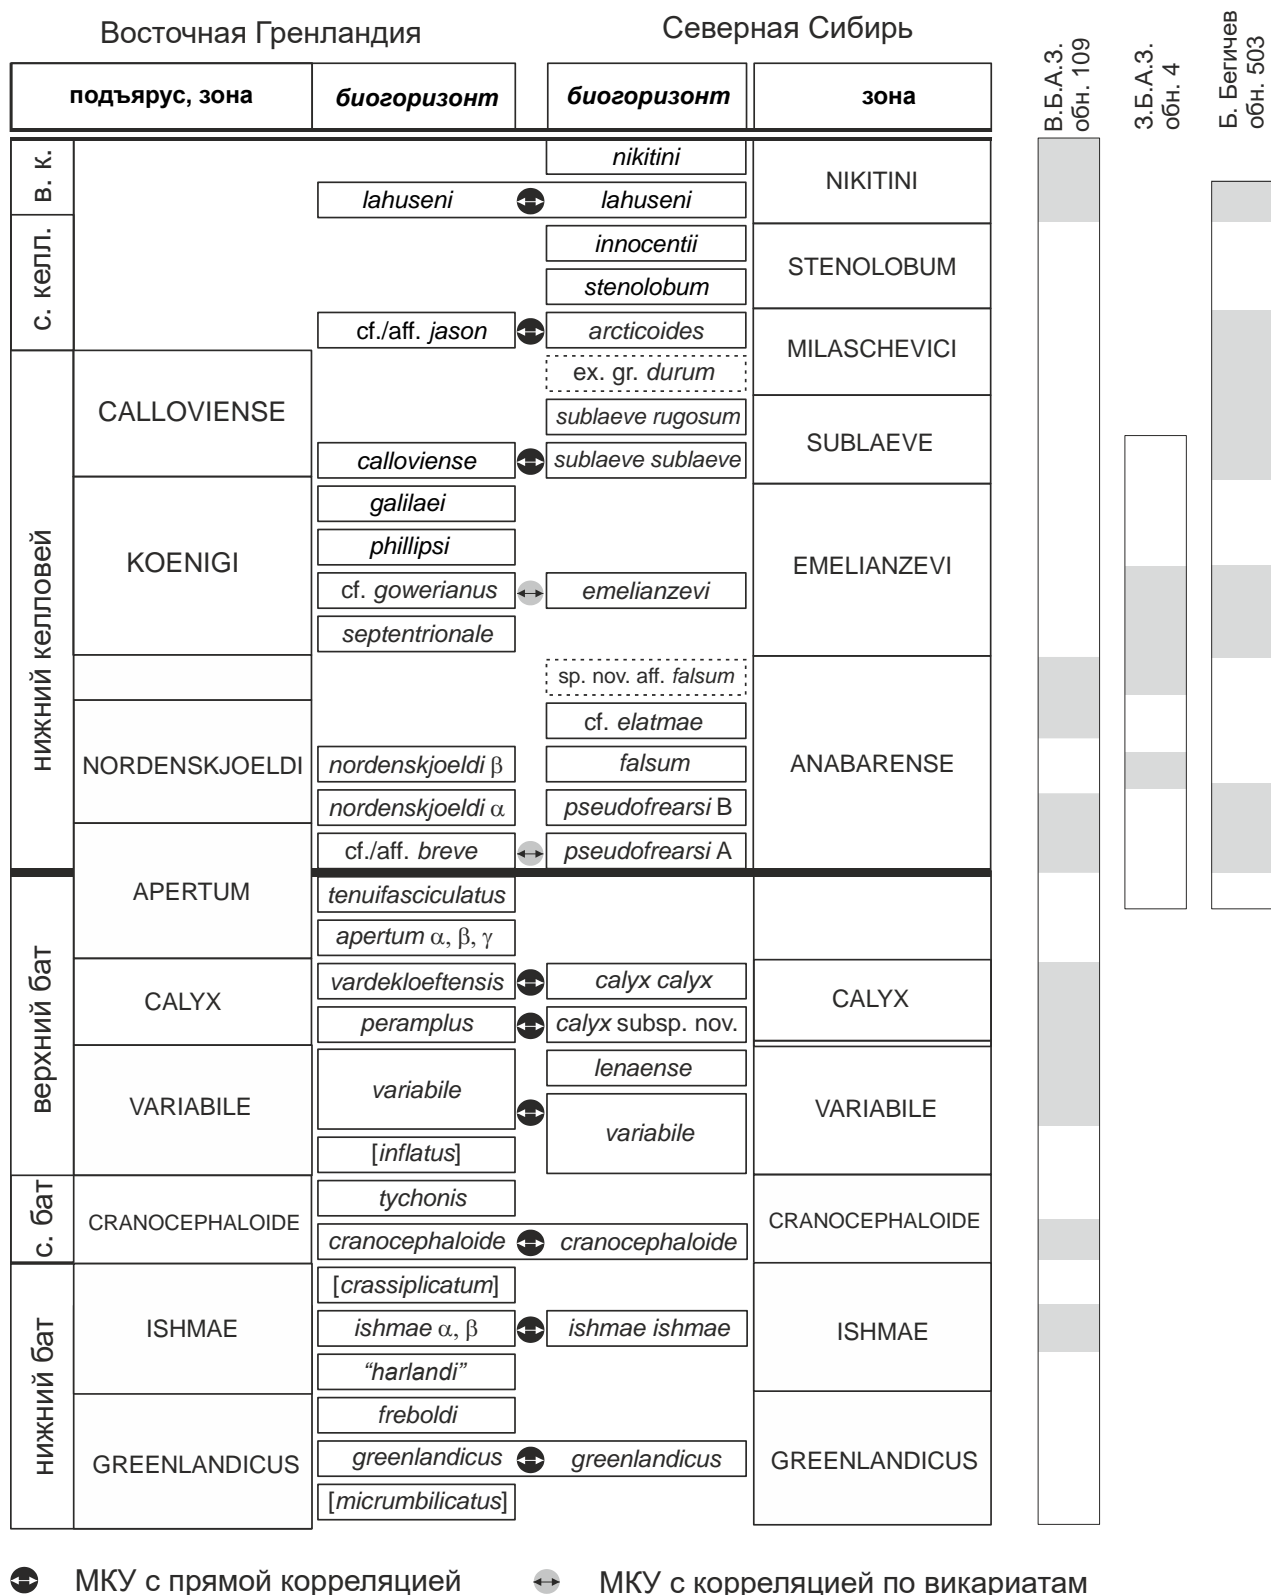 Восточная Гренландия
Северная Сибирь
В.Б.А.З.
обн. 109
З.Б.А.З.
обн. 4
Б. Бегичев
обн. 503
подъярус, зона
биогоризонт
биогоризонт
зона
в. к.
с. келл.
нижний келловей
верхний бат
с. бат
нижний бат
CALLOVIENSE
KOENIGI
NORDENSKJOELDI
APERTUM
CALYX
VARIABILE
CRANOCEPHALOIDE
ISHMAE
GREENLANDICUS
lahuseni
cf./aff. jason
calloviense
galilaei
phillipsi
cf. gowerianus
septentrionale
nordenskjoeldi β
nordenskjoeldi α
cf./aff. breve
tenuifasciculatus
apertum α, β, γ
vardekloeftensis
peramplus
variabile
[inflatus]
tychonis
cranocephaloide
[crassiplicatum]
ishmae α, β
“harlandi”
freboldi
greenlandicus
[micrumbilicatus]
nikitini
lahuseni
innocentii
stenolobum
arcticoides
ex. gr. durum
sublaeve rugosum
sublaeve sublaeve
emelianzevi
sp. nov. aff. falsum
cf. elatmae
falsum
pseudofrearsi B
pseudofrearsi A
calyx calyx
calyx subsp. nov.
lenaense
variabile
cranocephaloide
ishmae ishmae
greenlandicus
NIKITINI
STENOLOBUM
MILASCHEVICI
SUBLAEVE
EMELIANZEVI
ANABARENSE
CALYX
VARIABILE
CRANOCEPHALOIDE
ISHMAE
GREENLANDICUS
МКУ с прямой корреляцией
МКУ с корреляцией по викариатам